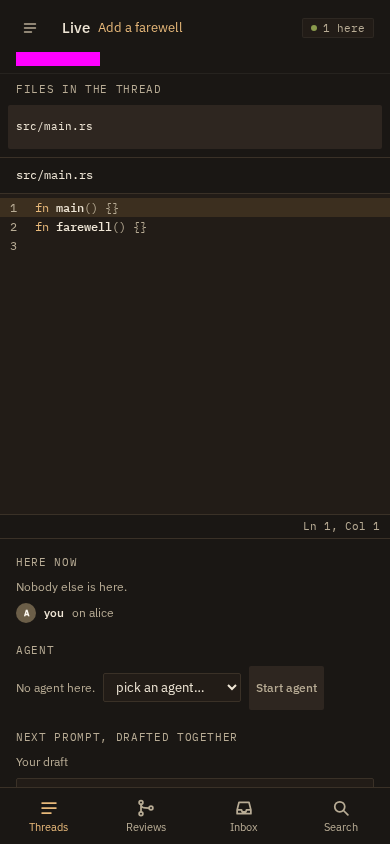 Live Add a farewell 1 here
FILES IN THE THREAD
src/main.rs
src/main.rs
1 fn main() {}
2 fn farewell() {}
3
Ln 1, Col 1
HERE NOW
Nobody else is here.
A you on alice
AGENT
No agent here. pick an agent... Start agent
NEXT PROMPT, DRAFTED TOGETHER
Your draft
Threads Reviews Inbox Search